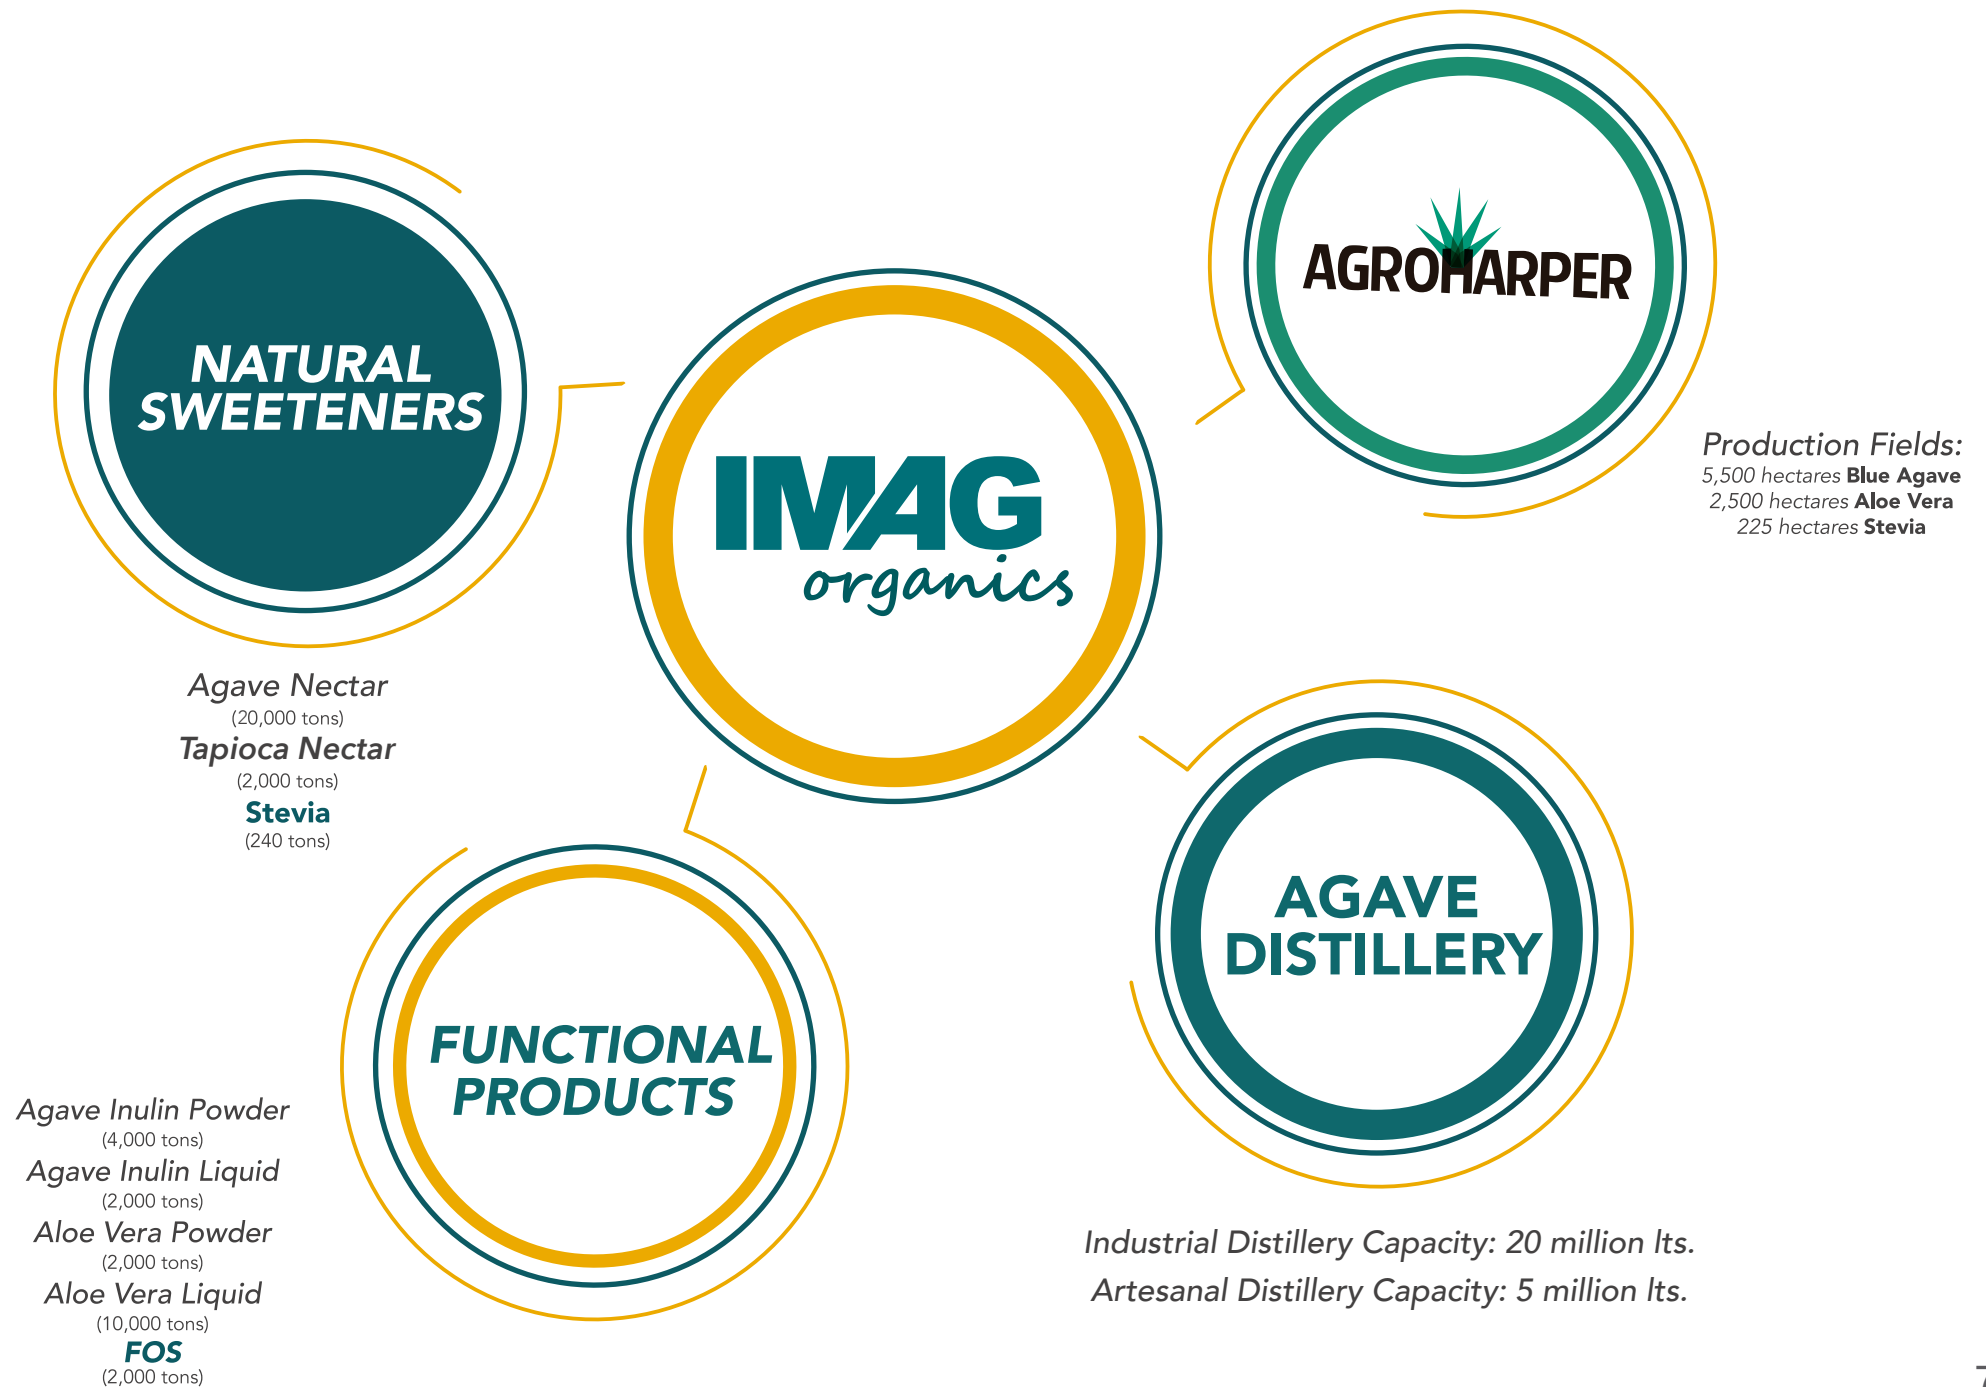 NATURAL
SWEETENERS
Agave Nectar
(20,000 tons)
Tapioca Nectar
(2,000 tons)
Stevia
(240 tons)
IMAG
organics
AGROHARPER
Production Fields:
5,500 hectares Blue Agave
2,500 hectares Aloe Vera
225 hectares Stevia
FUNCTIONAL
PRODUCTS
Agave Inulin Powder
(4,000 tons)
Agave Inulin Liquid
(2,000 tons)
Aloe Vera Powder
(2,000 tons)
Aloe Vera Liquid
(10,000 tons)
FOS
(2,000 tons)
AGAVE
DISTILLERY
Industrial Distillery Capacity: 20 million lts.
Artesanal Distillery Capacity: 5 million lts.